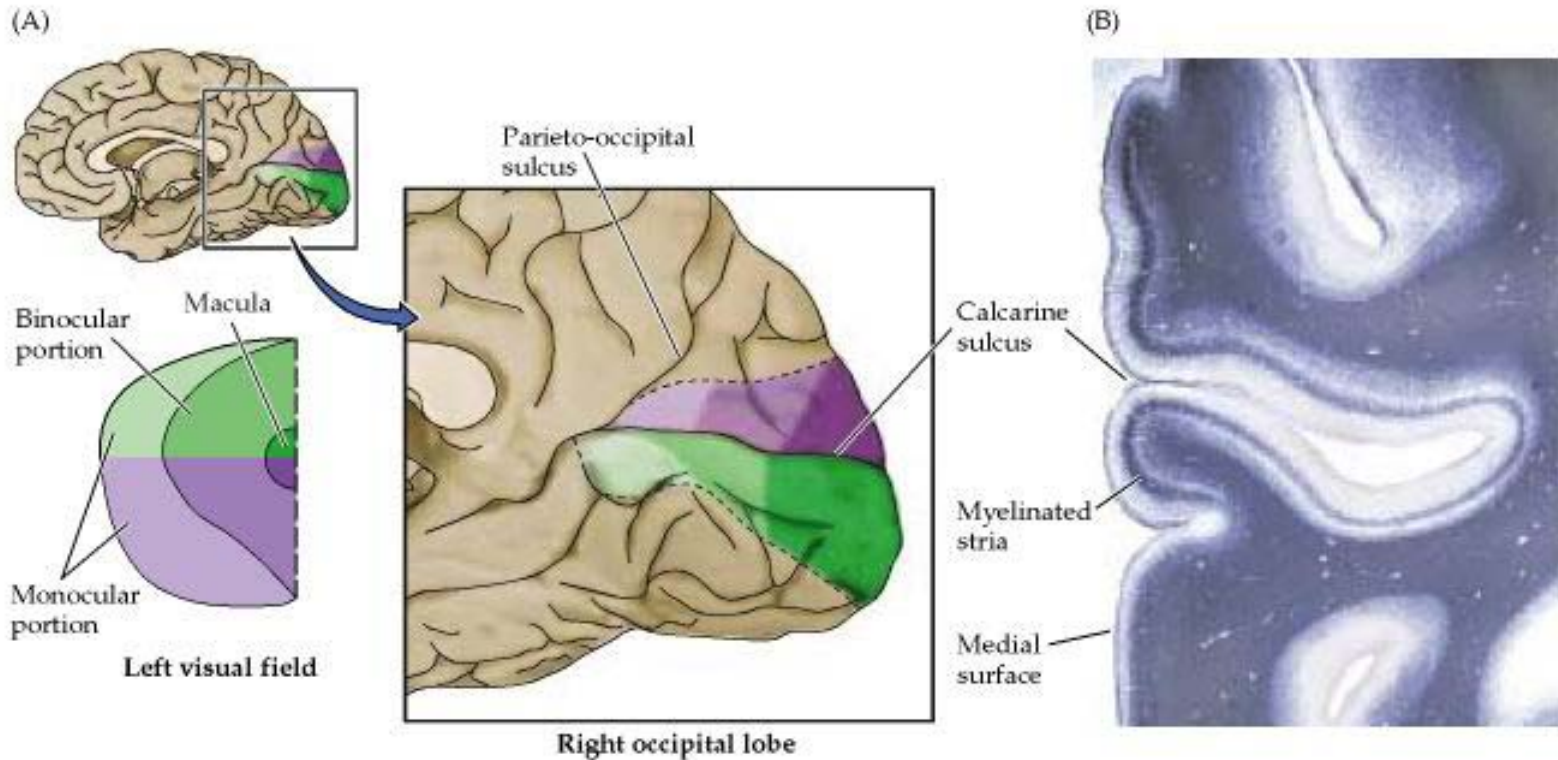 (A)
(B)
Parieto-occipital
sulcus
Macula
Binocular
portion
Calcarine
sulcus
Myelinated
stria
Monocular
portion
Left visual field
Medial
surface
Right occipital lobe